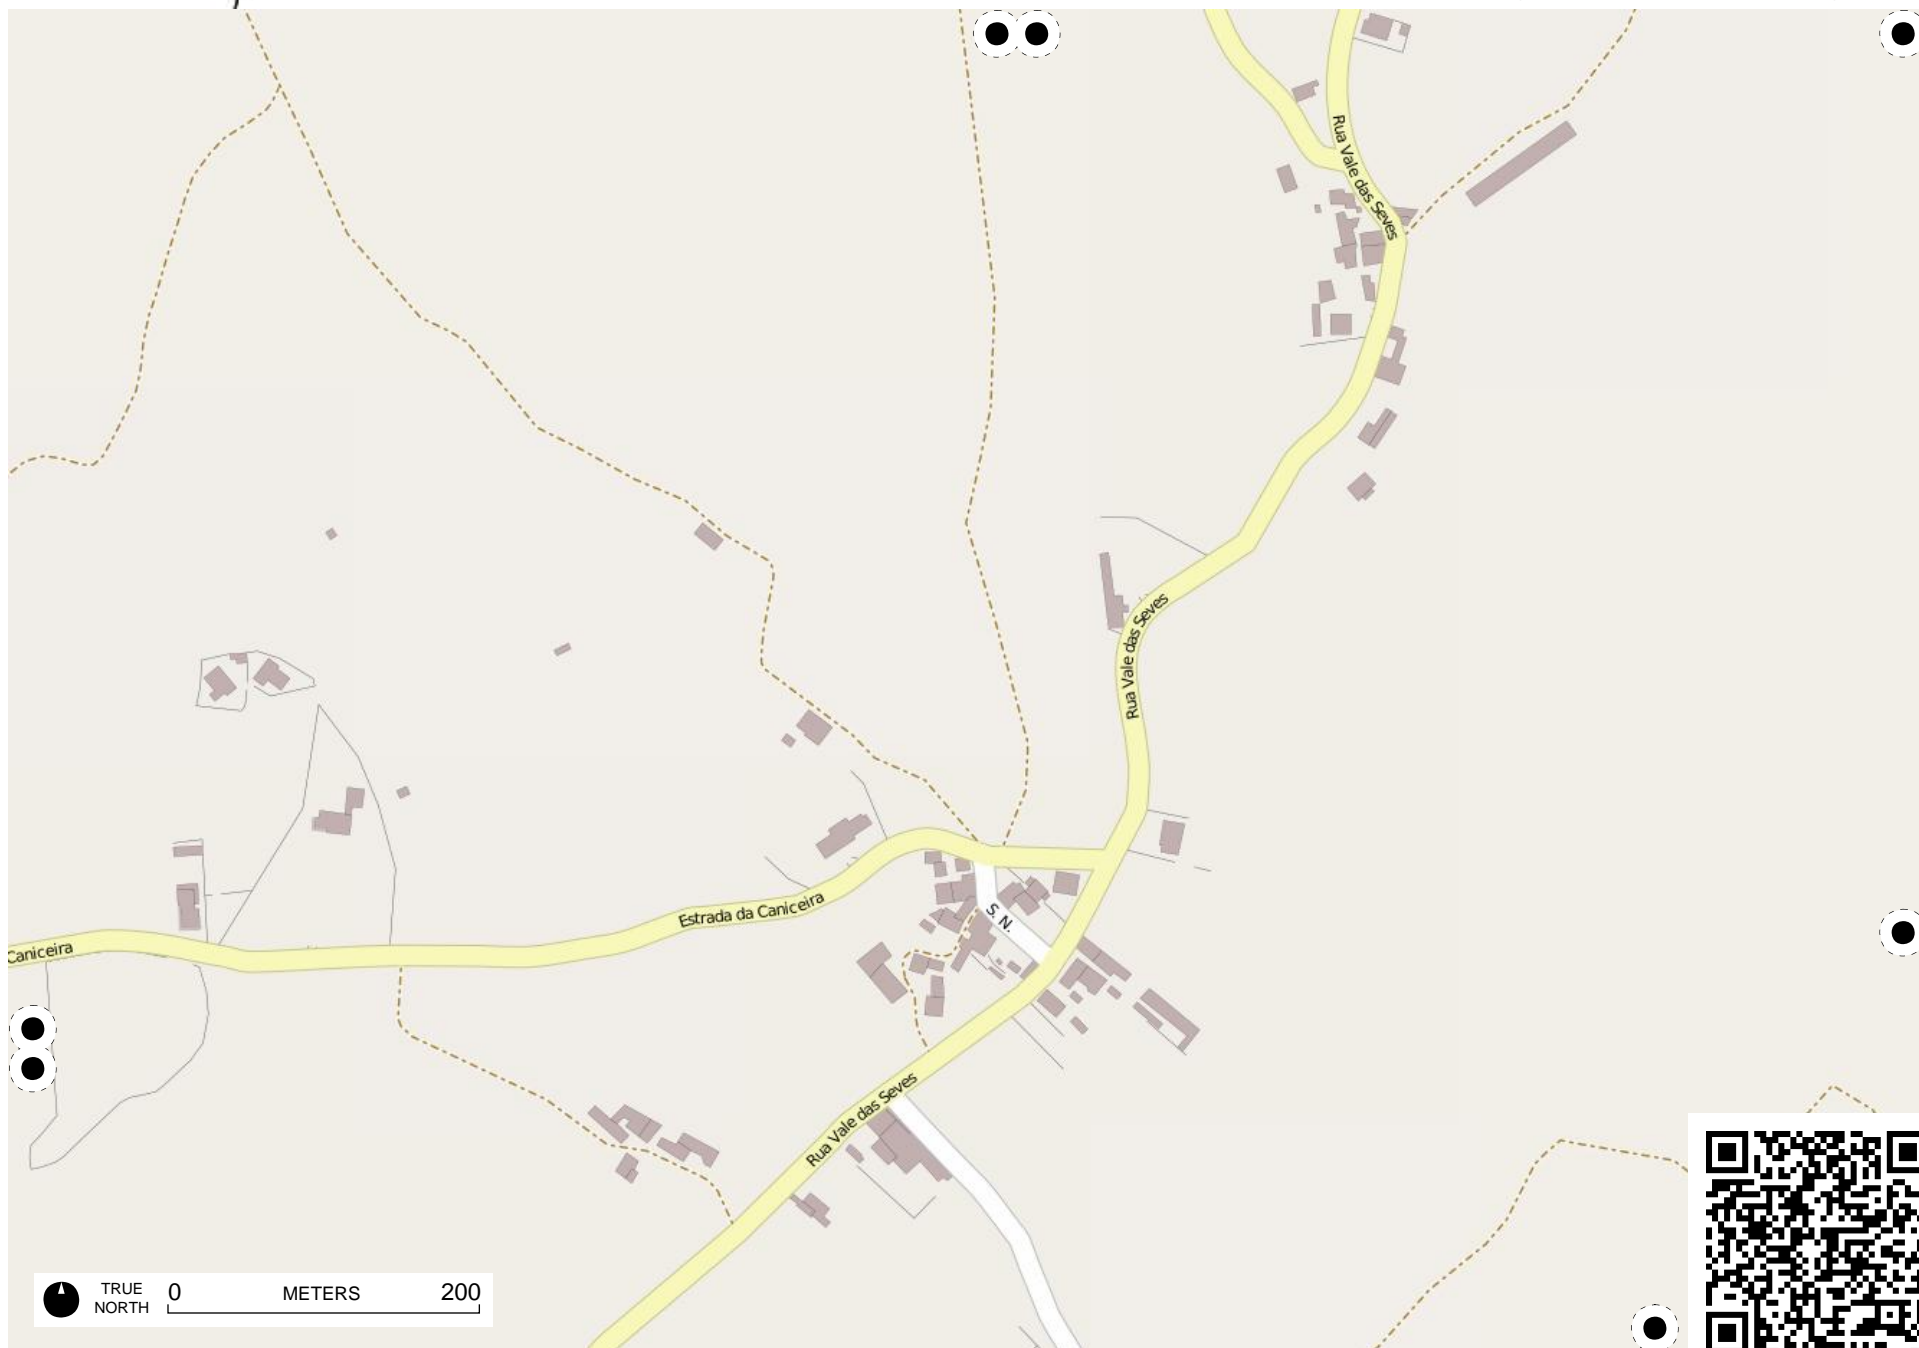 Rua Vale das Seves
Rua Vale das Seves
Estrada da Caniceira
S. N.
Caniceira
Rua Vale das Seves
TRUE
NORTH
0 METERS 200